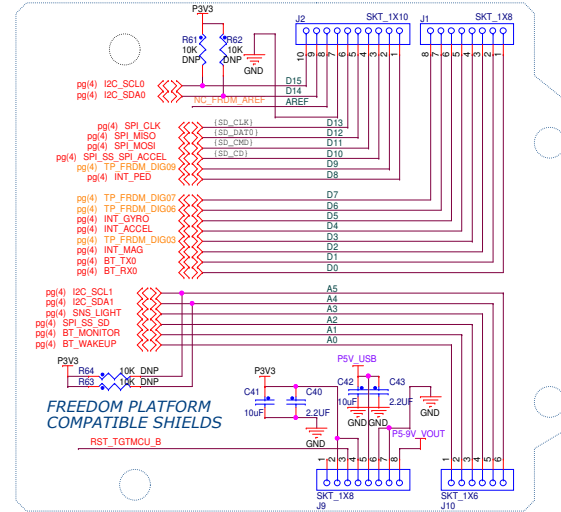 P3V3
J2
SKT_1X10
J1
SKT_1X8
R61
R62
10K
10K
DNP
DNP
GND
10
9
8
7
6
5
4
3
2
1
8
7
6
5
4
3
2
1
pg(4) I2C_SCL0
D15
pg(4) I2C_SDA0
D14
NC_FRDM_AREF
AREF
pg(4) SPI_CLK
{SD_CLK}
D13
pg(4) SPI_MISO
{SD_DAT0}
D12
pg(4) SPI_MOSI
{SD_CMD}
D11
pg(4) SPI_SS_SPI_ACCEL
{SD_CD}
D10
pg(4) TP_FRDM_DIG09
D9
pg(4) INT_PED
D8
pg(4) TP_FRDM_DIG07
D7
pg(4) TP_FRDM_DIG06
D6
pg(4) INT_GYRO
D5
pg(4) INT_ACCEL
D4
pg(4) TP_FRDM_DIG03
D3
pg(4) INT_MAG
D2
pg(4) BT_TX0
D1
pg(4) BT_RX0
D0
pg(4) I2C_SCL1
A5
pg(4) I2C_SDA1
A4
pg(4) SNS_LIGHT
A3
pg(4) SPI_SS_SD
A2
pg(4) BT_MONITOR
A1
pg(4) BT_WAKEUP
A0
P3V3
R64
10K
DNP
R63
10K
DNP
P3V3
P5V_USB
C41
C40
C42
C43
10uF
2.2UF
10uF
2.2UF
GND
GND
GND
GND
FREEDOM PLATFORM
COMPATIBLE SHIELDS
P5-9V_VOUT
RST_TGTMCU_B
1
2
3
4
5
6
7
8
1
2
3
4
5
6
SKT_1X8
J9
SKT_1X6
J10